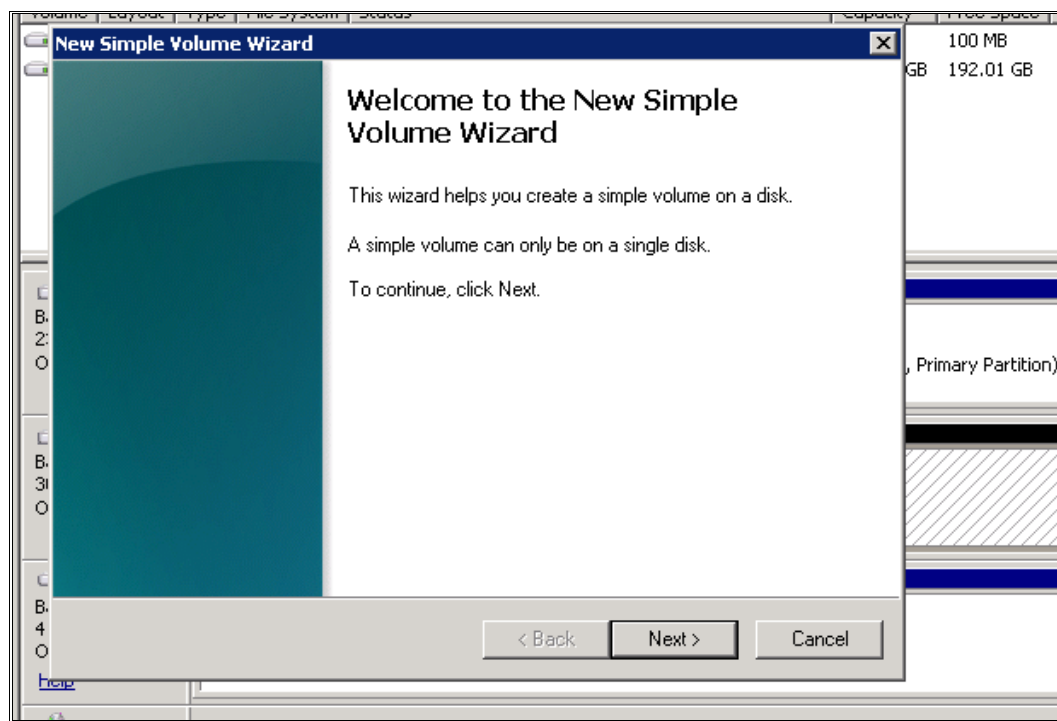 Volume Layout Type File System Status Capacity Free Space
New Simple Volume Wizard
100 MB
GB 192.01 GB
Welcome to the New Simple
Volume Wizard
This wizard helps you create a simple volume on a disk.
A simple volume can only be on a single disk.
To continue, click Next.
, Primary Partition)
< Back Next > Cancel
Help